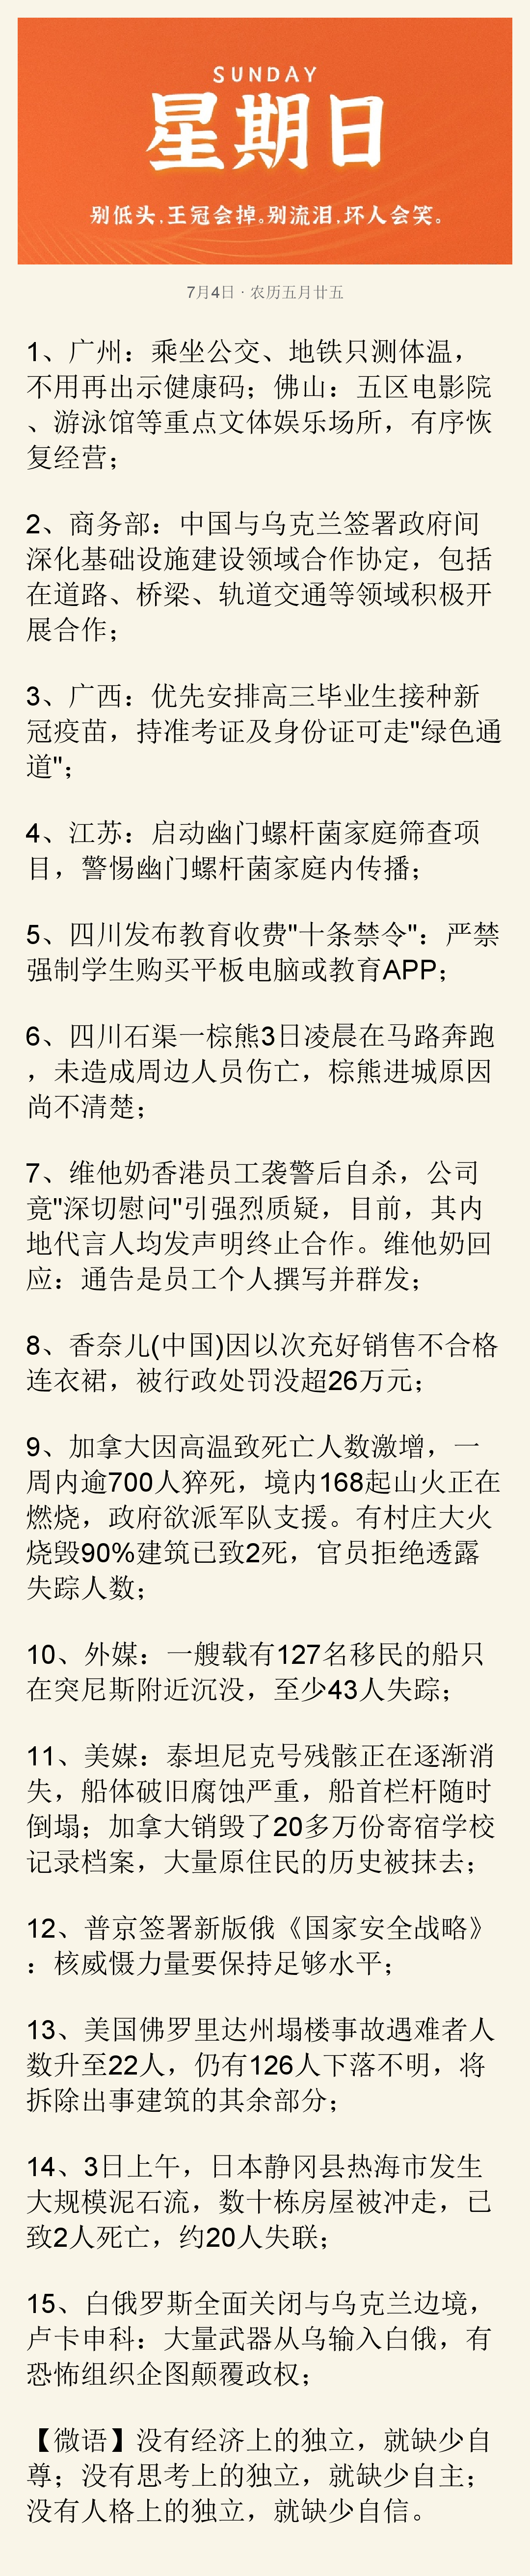 SUNDAY
星期日
别低头,王冠会掉。别流泪,坏人会笑。
7月4日 · 农历五月廿五
1、广州：乘坐公交、地铁只测体温，
不用再出示健康码；佛山：五区电影院
、游泳馆等重点文体娱乐场所，有序恢
复经营；
2、商务部：中国与乌克兰签署政府间
深化基础设施建设领域合作协定，包括
在道路、桥梁、轨道交通等领域积极开
展合作；
3、广西：优先安排高三毕业生接种新
冠疫苗，持准考证及身份证可走"绿色通
道"；
4、江苏：启动幽门螺杆菌家庭筛查项
目，警惕幽门螺杆菌家庭内传播；
5、四川发布教育收费"十条禁令"：严禁
强制学生购买平板电脑或教育APP；
6、四川石渠一棕熊3日凌晨在马路奔跑
，未造成周边人员伤亡，棕熊进城原因
尚不清楚；
7、维他奶香港员工袭警后自杀，公司
竟"深切慰问"引强烈质疑，目前，其内
地代言人均发声明终止合作。维他奶回
应：通告是员工个人撰写并群发；
8、香奈儿(中国)因以次充好销售不合格
连衣裙，被行政处罚没超26万元；
9、加拿大因高温致死亡人数激增，一
周内逾700人猝死，境内168起山火正在
燃烧，政府欲派军队支援。有村庄大火
烧毁90%建筑已致2死，官员拒绝透露
失踪人数；
10、外媒：一艘载有127名移民的船只
在突尼斯附近沉没，至少43人失踪；
11、美媒：泰坦尼克号残骸正在逐渐消
失，船体破旧腐蚀严重，船首栏杆随时
倒塌；加拿大销毁了20多万份寄宿学校
记录档案，大量原住民的历史被抹去；
12、普京签署新版俄《国家安全战略》
：核威慑力量要保持足够水平；
13、美国佛罗里达州塌楼事故遇难者人
数升至22人，仍有126人下落不明，将
拆除出事建筑的其余部分；
14、3日上午，日本静冈县热海市发生
大规模泥石流，数十栋房屋被冲走，已
致2人死亡，约20人失联；
15、白俄罗斯全面关闭与乌克兰边境，
卢卡申科：大量武器从乌输入白俄，有
恐怖组织企图颠覆政权；
【微语】没有经济上的独立，就缺少自
尊；没有思考上的独立，就缺少自主；
没有人格上的独立，就缺少自信。